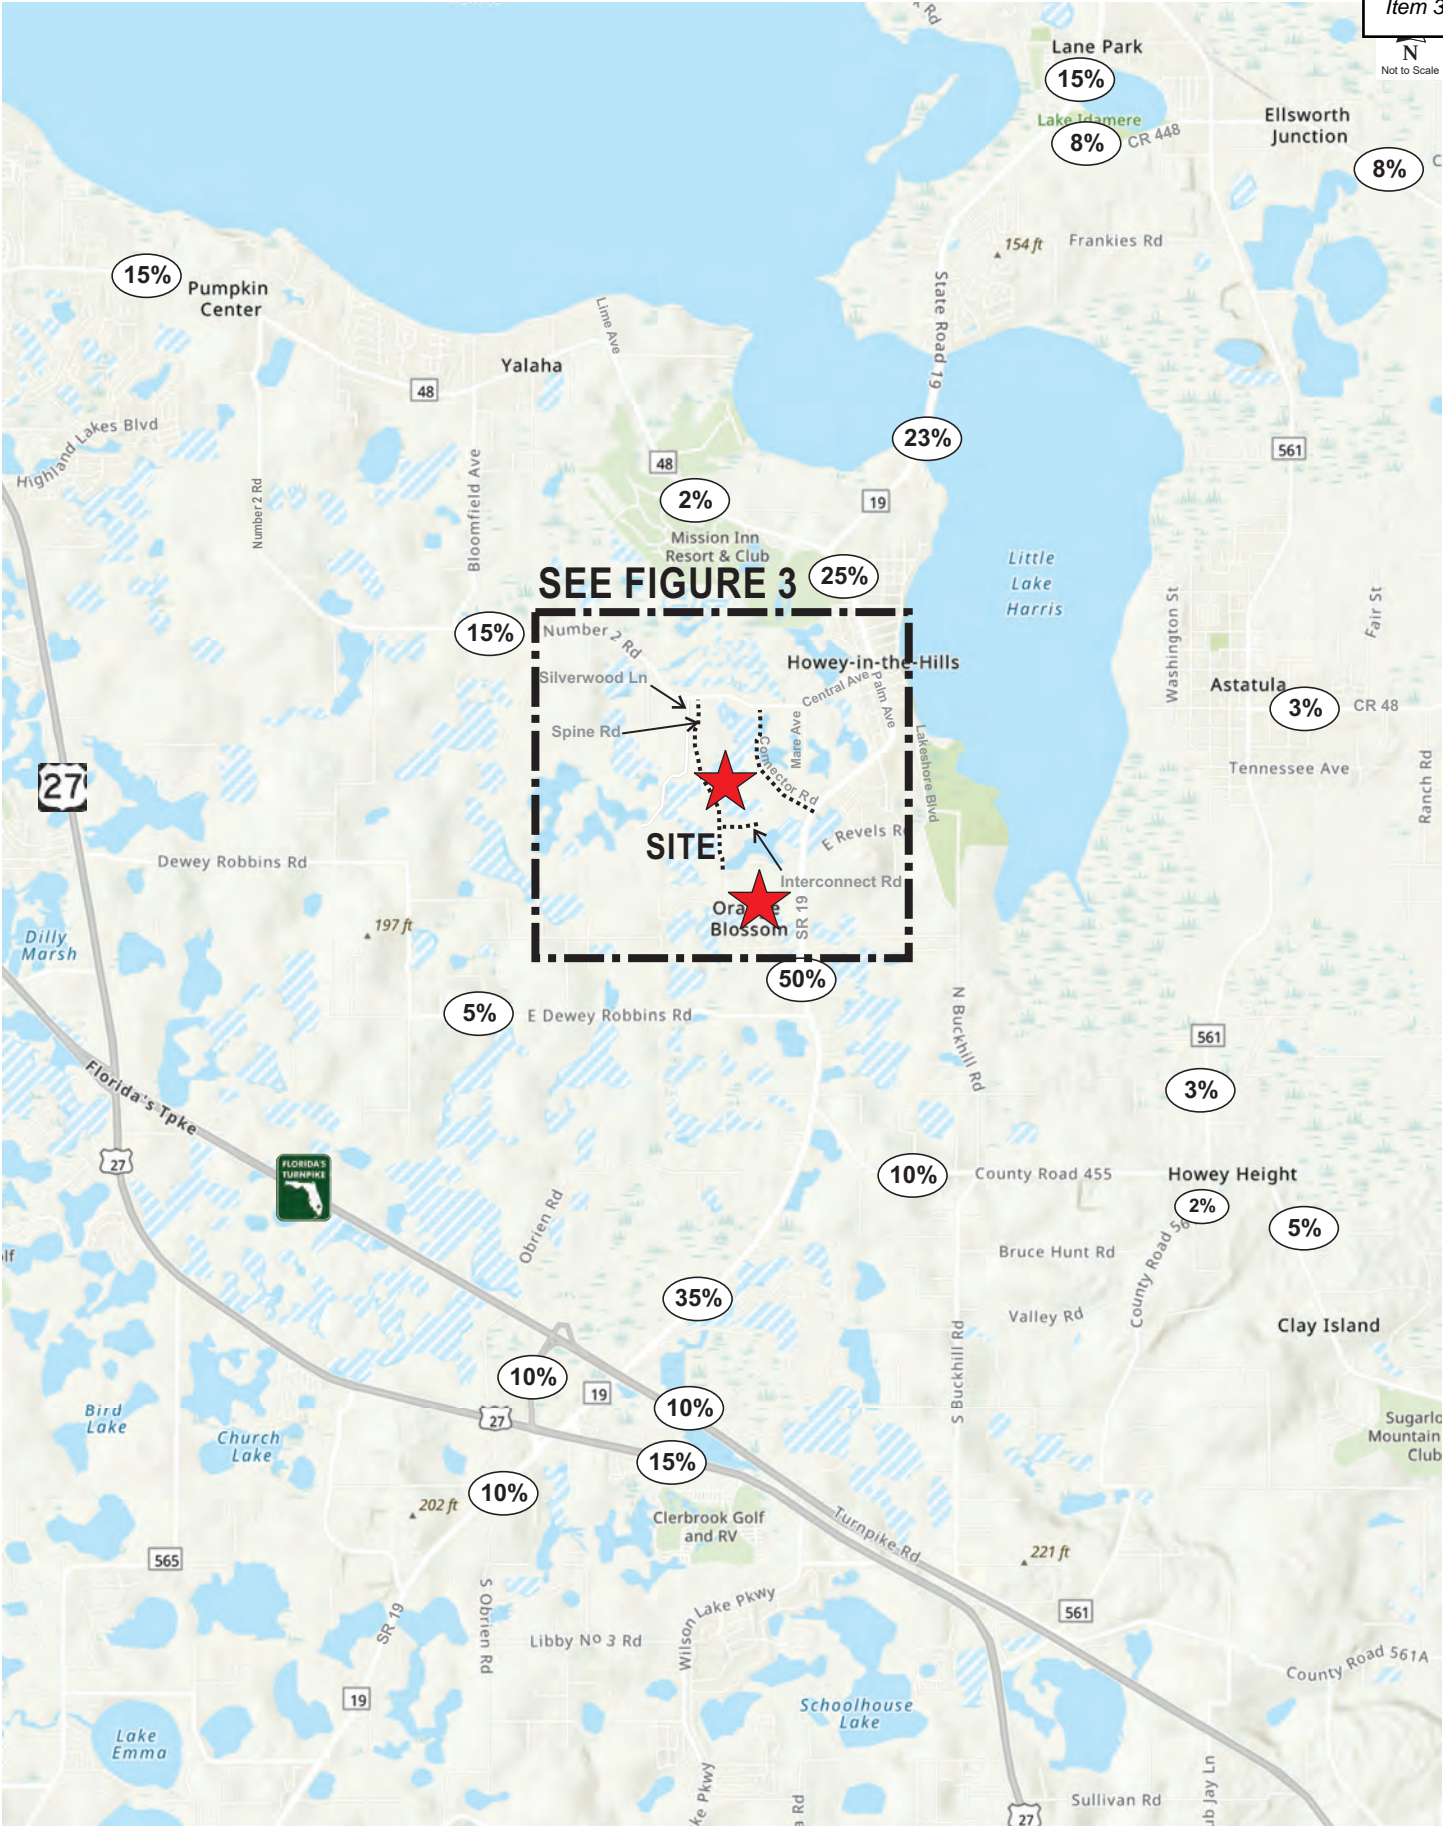 Item 3
N
Not to Scale
Rd
Lane Park
15%
Lake Idamere
8%
CR 448
Ellsworth
Junction
8%
C
154 ft
Frankies Rd
15%
Pumpkin
Center
State Road 19
Lime Ave
Yalaha
48
Highland Lakes Blvd
23%
561
48
Number 2 Rd
Bloomfield Ave
2%
19
Mission Inn
Resort & Club
Little
Lake
Harris
SEE FIGURE 3
25%
Washington St
Fair St
15%
Number 2 Rd
Howey-in-the-Hills
Silverwood Ln
Central Ave
Palm Ave
Astatula
3%
CR 48
Spine Rd
Mare Ave
Connector Rd
Lakeshore Blvd
Tennessee Ave
Ranch Rd
27
SITE
E Revels Rd
Dewey Robbins Rd
Interconnect Rd
Orange
Blossom
SR 19
197 ft
Dilly
Marsh
50%
5%
E Dewey Robbins Rd
N Buckhill Rd
561
Florida's Tpke
3%
27
FLORIDA'S
TURNPIKE
10%
County Road 455
Howey Height
2%
5%
Obrien Rd
Bruce Hunt Rd
County Road 56
lf
35%
Valley Rd
Clay Island
S Buckhill Rd
10%
19
10%
Bird
Lake
27
Church
Lake
Sugarlo
Mountain
Club
15%
10%
202 ft
Clerbrook Golf
and RV
Turnpike Rd
221 ft
565
S Obrien Rd
Wilson Lake Pkwy
561
SR 19
Libby No 3 Rd
County Road 561A
19
Schoolhouse
Lake
Lake
Emma
ke Pkwy
a Rd
27
Sullivan Rd
ub Jay Ln